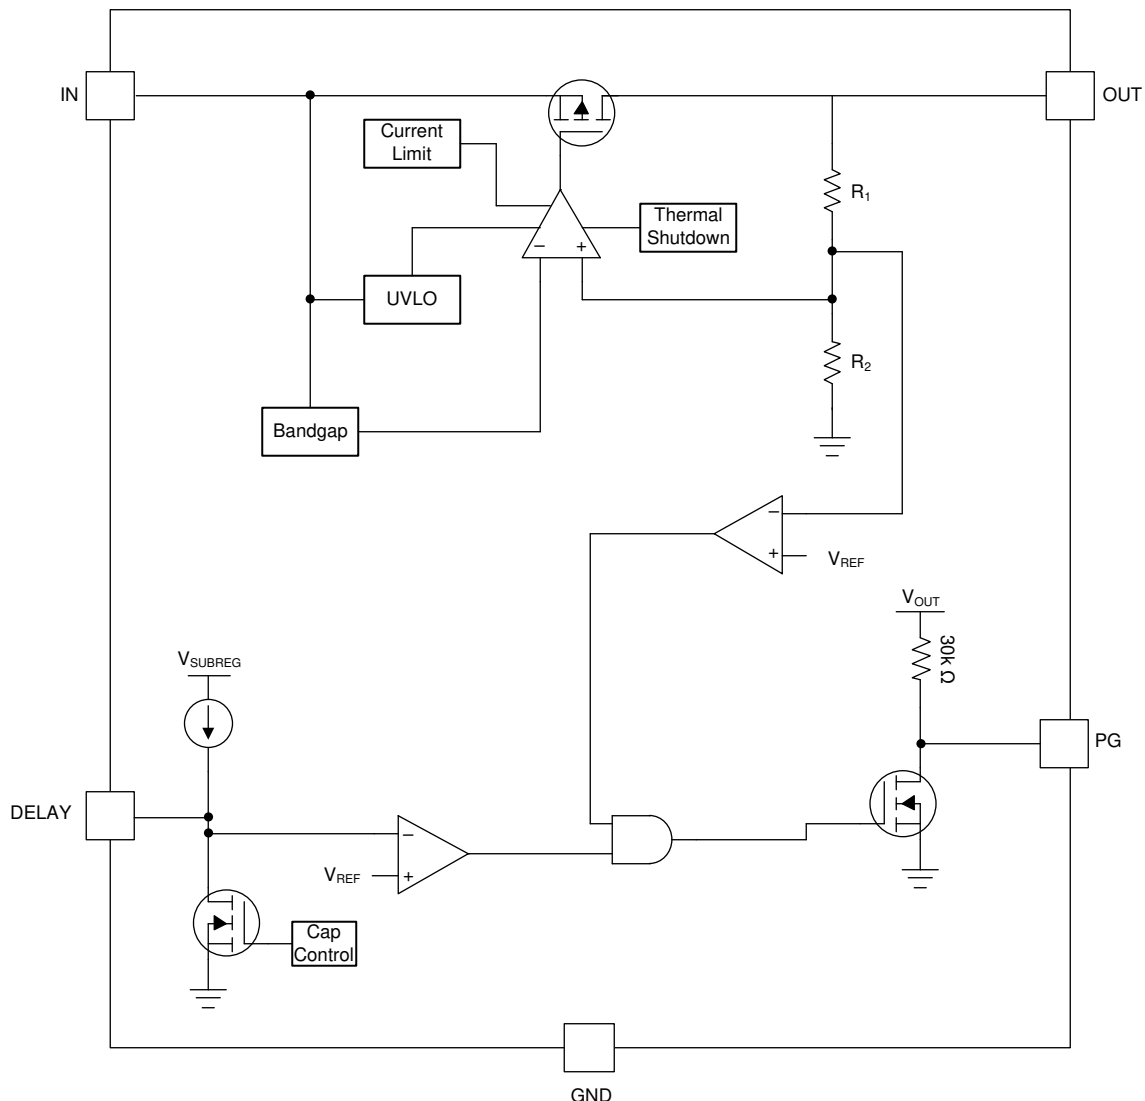 IN
OUT
Current
Limit
Thermal
Shutdown
R1
− +
UVLO
R2
Bandgap
−
+
VREF
VOUT
30k Ω
VSUBREG
PG
DELAY
−
VREF
+
Cap
Control
GND